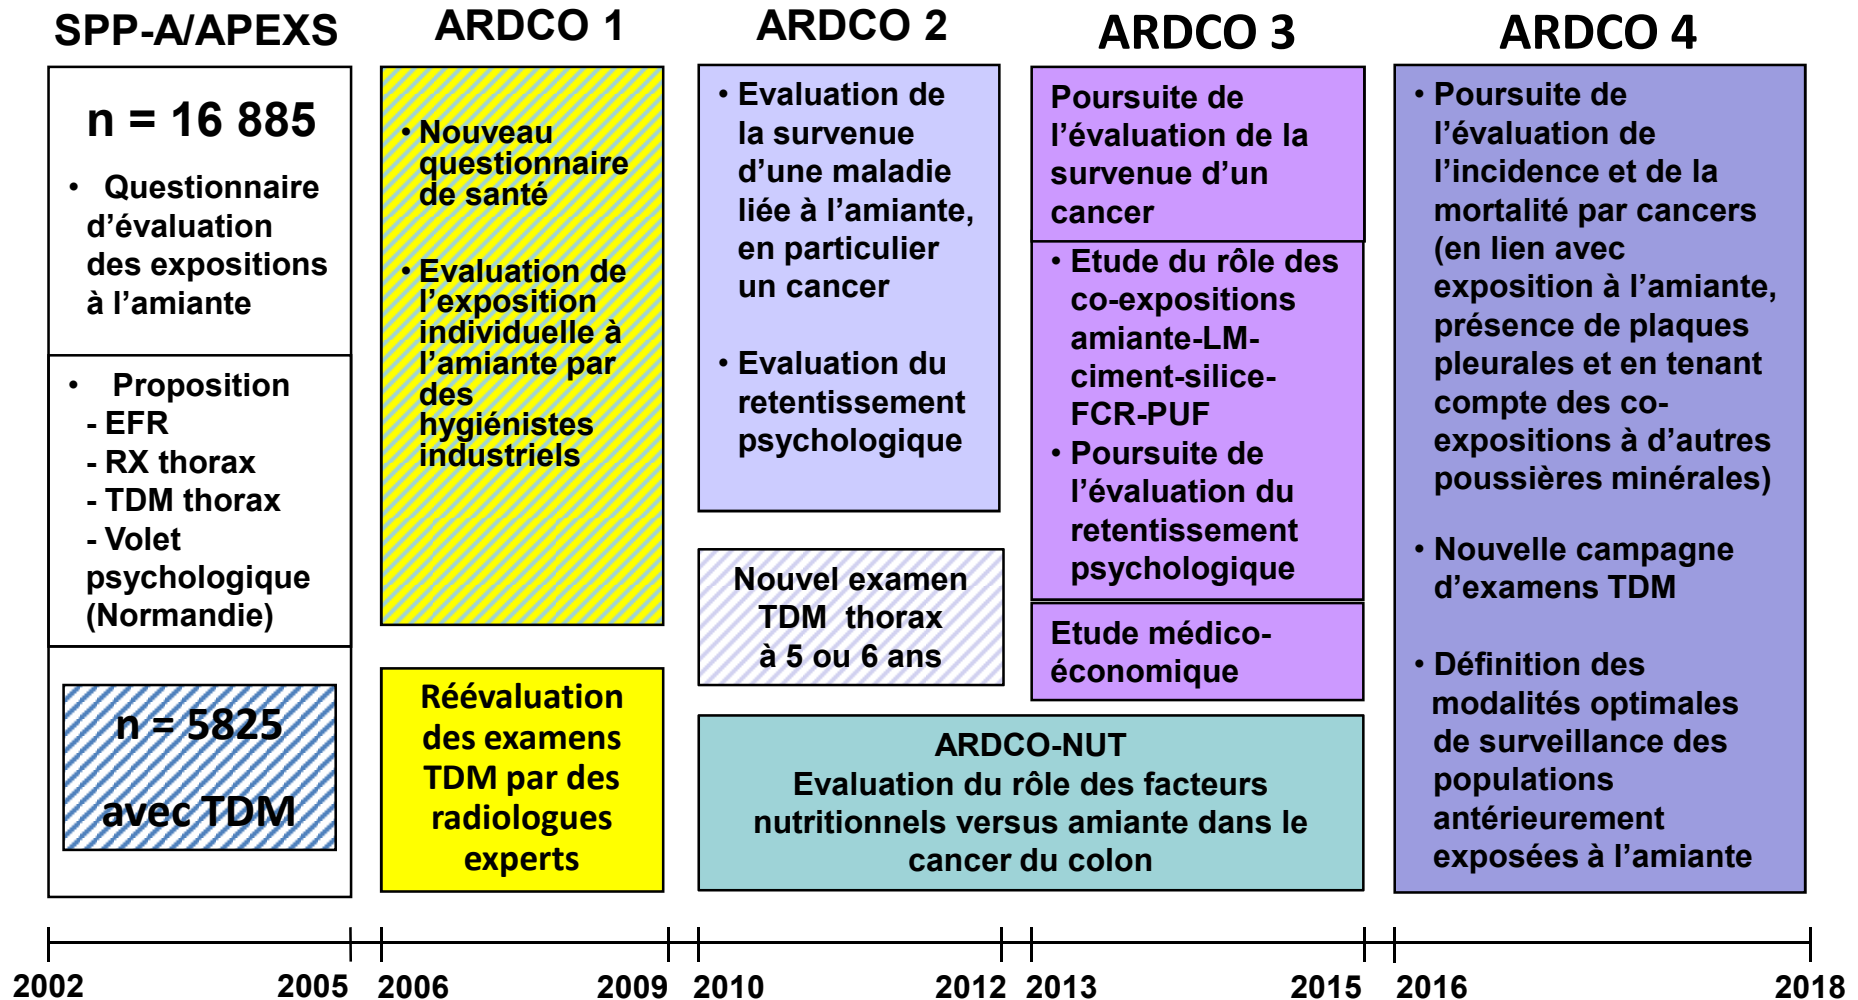 SPP-A/APEXS
n = 16 885
• Questionnaire
d’évaluation
des expositions
à l’amiante
• Proposition
- EFR
- RX thorax
- TDM thorax
- Volet
psychologique
(Normandie)
n = 5825
avec TDM
ARDCO 1
• Nouveau
questionnaire
de santé
• Evaluation de
l’exposition
individuelle à
l’amiante par
des
hygiénistes
industriels
Réévaluation
des examens
TDM par des
radiologues
experts
ARDCO 2
• Evaluation de
la survenue
d’une maladie
liée à l’amiante,
en particulier
un cancer
• Evaluation du
retentissement
psychologique
Nouvel examen
TDM thorax
à 5 ou 6 ans
ARDCO 3
Poursuite de
l’évaluation de la
survenue d’un
cancer
• Etude du rôle des
co-expositions
amiante-LM-
ciment-silice-
FCR-PUF
• Poursuite de
l’évaluation du
retentissement
psychologique
Etude médico-
économique
ARDCO-NUT
Evaluation du rôle des facteurs
nutritionnels versus amiante dans le
cancer du colon
ARDCO 4
• Poursuite de
l’évaluation de
l’incidence et de la
mortalité par cancers
(en lien avec
exposition à l’amiante,
présence de plaques
pleurales et en tenant
compte des co-
expositions à d’autres
poussières minérales)
• Nouvelle campagne
d’examens TDM
• Définition des
modalités optimales
de surveillance des
populations
antérieurement
exposées à l’amiante
2002 2005 2006 2009 2010 2012 2013 2015 2016 2018